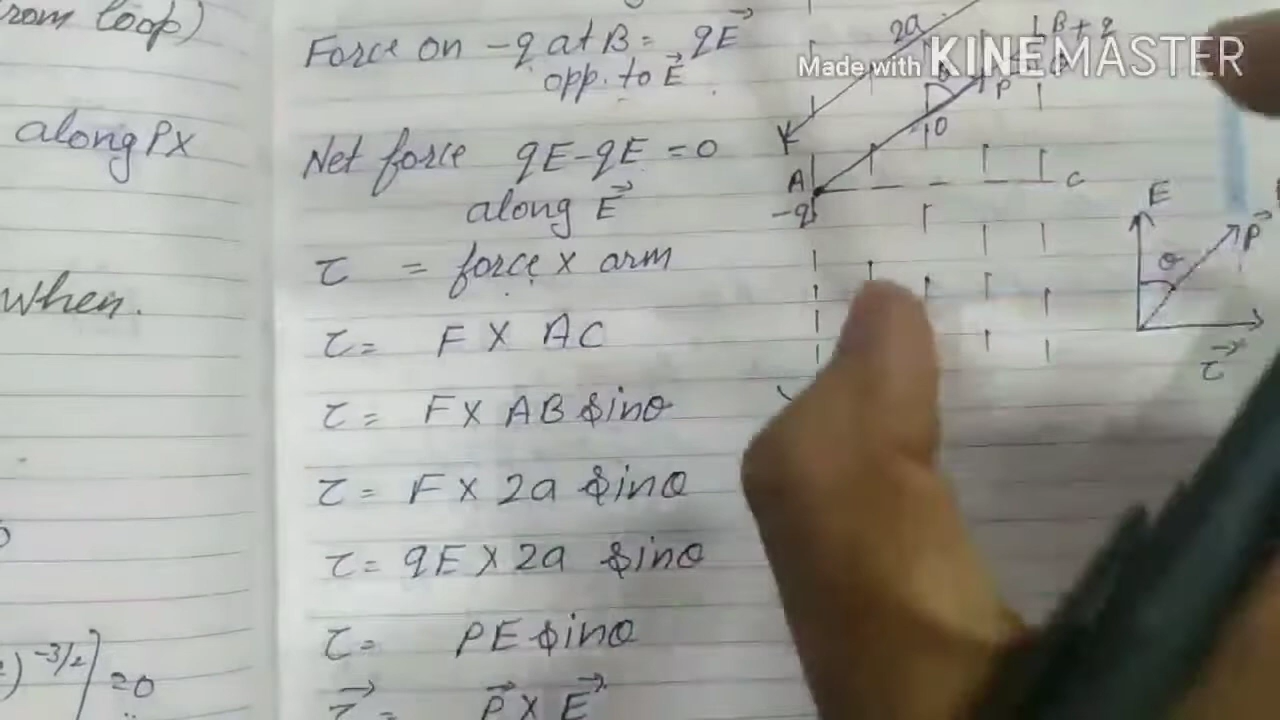 rom loop)
along PX
When.
)⁻³/² ] = 0
Force on -q at B = qE⃗
opp. to E⃗
Net force qE-qE = 0
along E⃗
τ = force x arm
τ = F X AC
τ = F X AB Sinθ
τ = F X 2a Sinθ
τ = qE X 2a Sinθ
τ = PE Sinθ
τ⃗ = P⃗ X E⃗
2a
B+q
Made with KINEMASTER
θ
P
O
A
-q
C
E
P⃗
θ
τ⃗